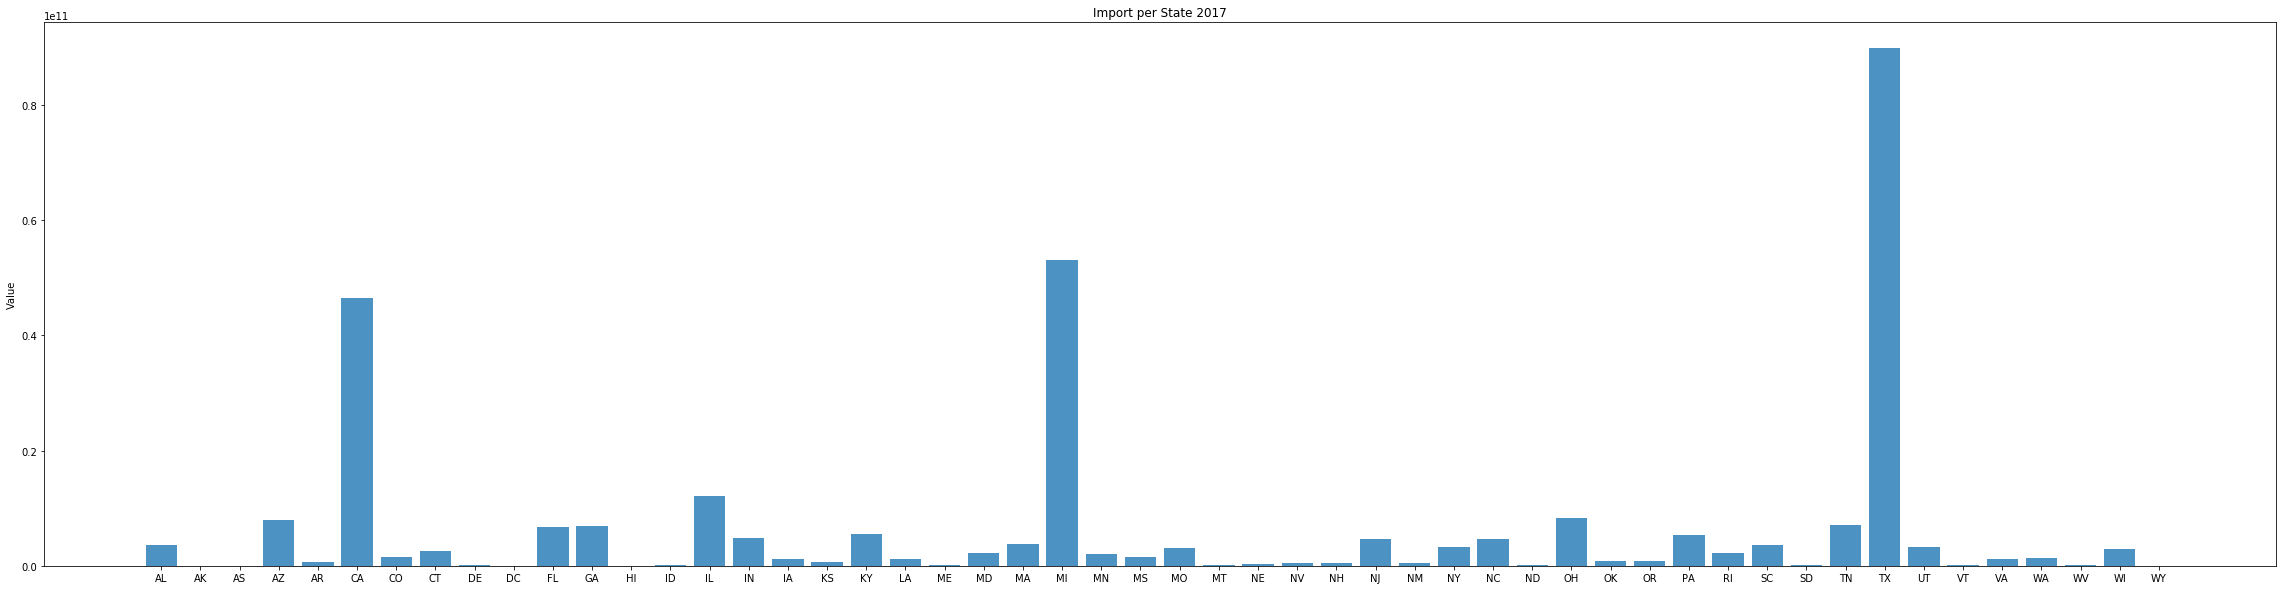 Import per State 2017
1e11
Value
0.8
0.6
0.4
0.2
0.0
AL AK AS AZ AR CA CO CT DE DC FL GA HI ID IL IN IA KS KY LA ME MD MA MI MN MS MO MT NE NV NH NJ NM NY NC ND OH OK OR PA RI SC SD TN TX UT VT VA WA WV WI WY